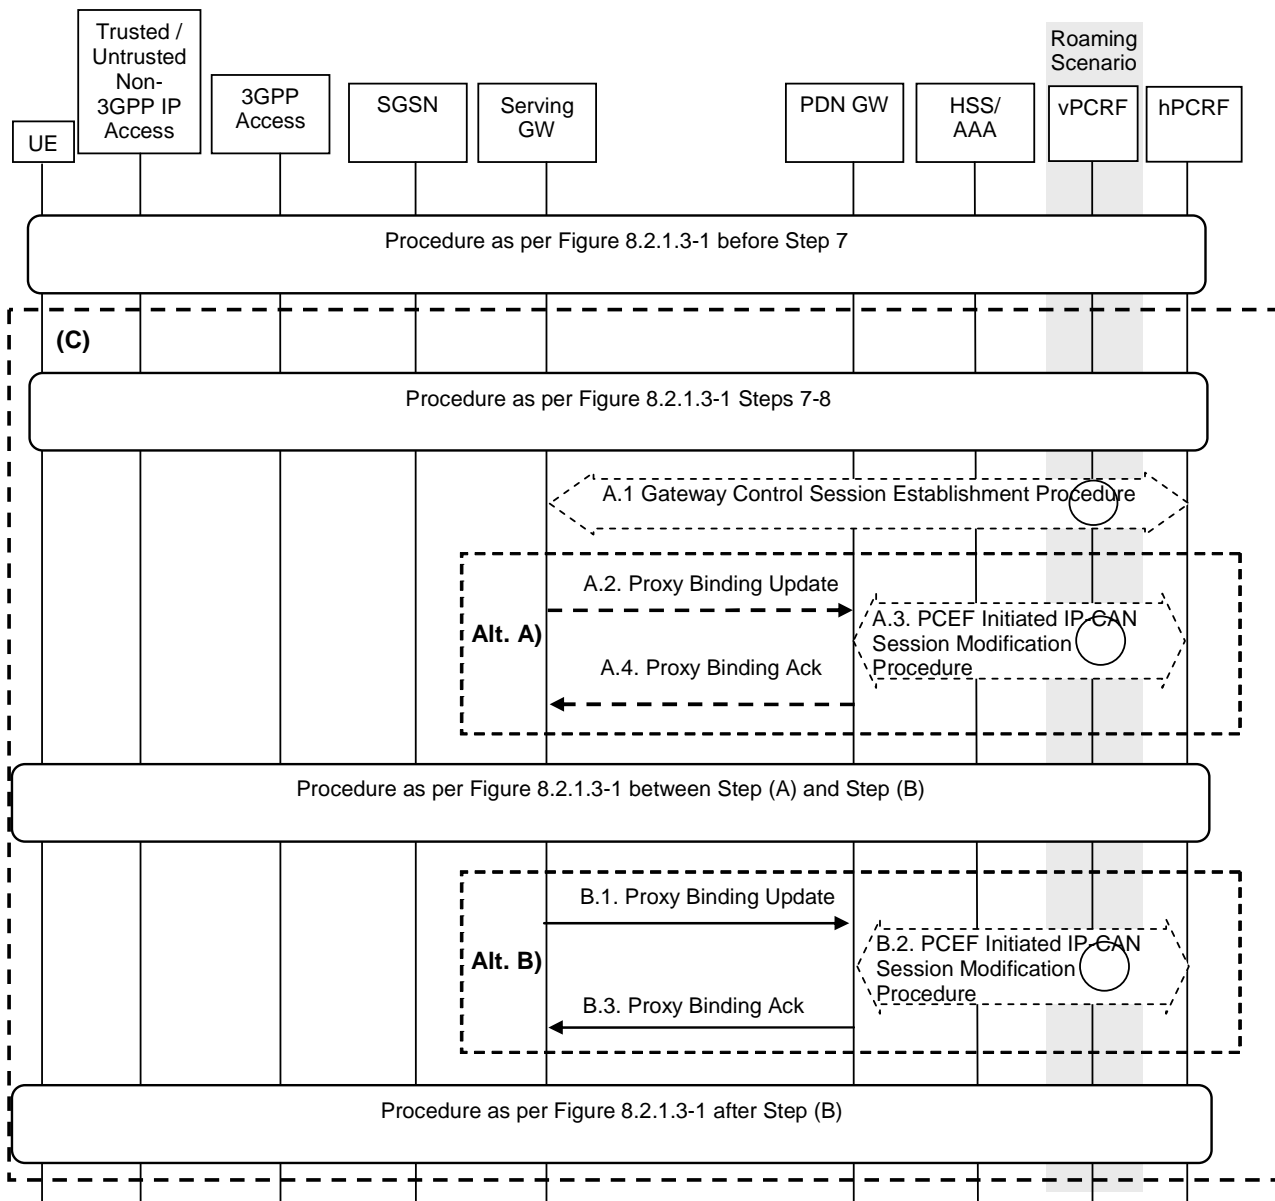 Trusted /
Untrusted
Non-
3GPP IP
Access
Roaming
Scenario
UE
3GPP
Access
SGSN
Serving
GW
PDN GW
HSS/
AAA
vPCRF
hPCRF
Procedure as per Figure 8.2.1.3-1 before Step 7
(C)
Procedure as per Figure 8.2.1.3-1 Steps 7-8
A.1 Gateway Control Session Establishment Procedure
Alt. A)
A.2. Proxy Binding Update
A.3. PCEF Initiated IP-CAN
Session Modification
Procedure
A.4. Proxy Binding Ack
Procedure as per Figure 8.2.1.3-1 between Step (A) and Step (B)
Alt. B)
B.1. Proxy Binding Update
B.2. PCEF Initiated IP-CAN
Session Modification
Procedure
B.3. Proxy Binding Ack
Procedure as per Figure 8.2.1.3-1 after Step (B)